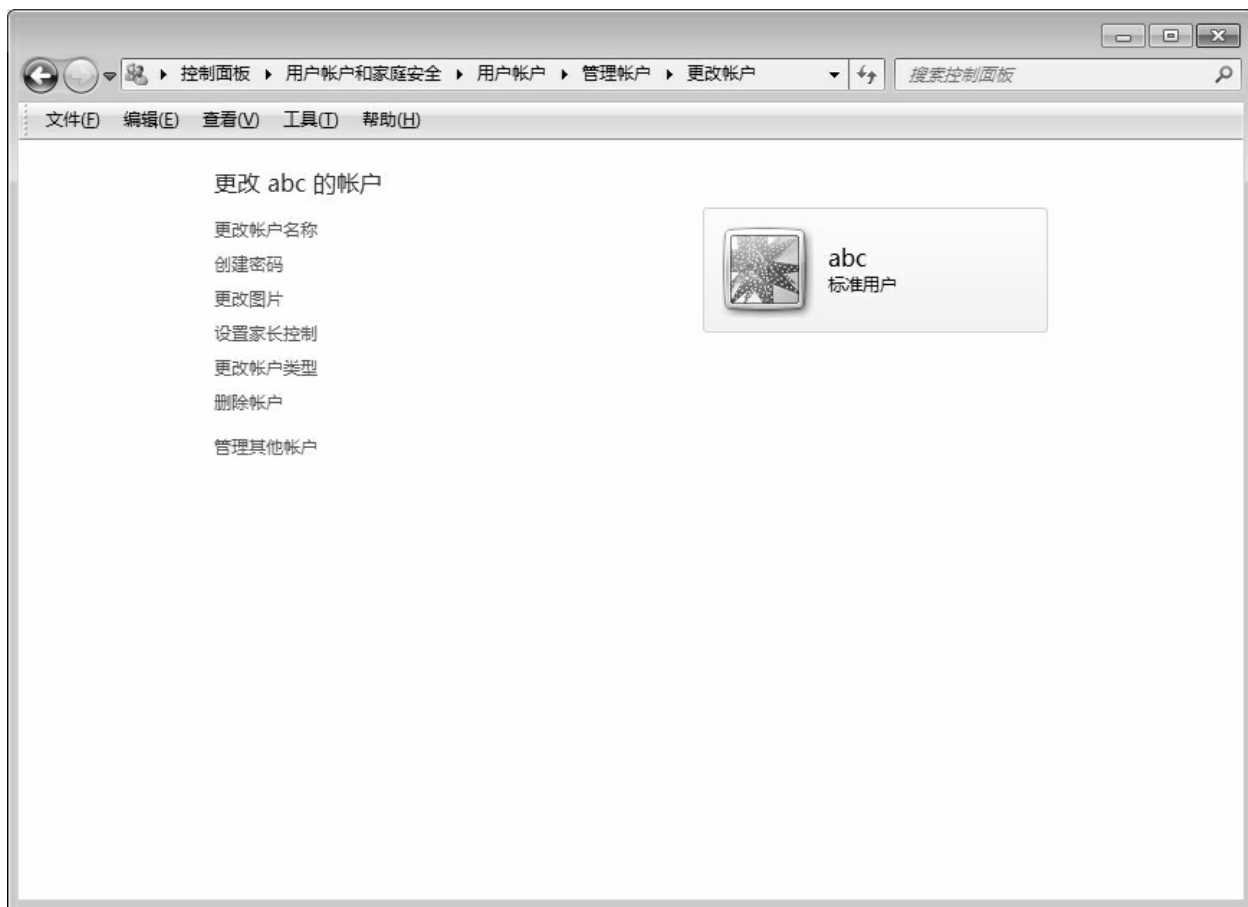 控制面板 用户帐户和家庭安全 用户帐户 管理帐户 更改帐户 搜索控制面板
文件(F) 编辑(E) 查看(V) 工具(T) 帮助(H)
更改 abc 的帐户
更改帐户名称
创建密码
更改图片
设置家长控制
更改帐户类型
删除帐户
管理其他帐户
abc
标准用户